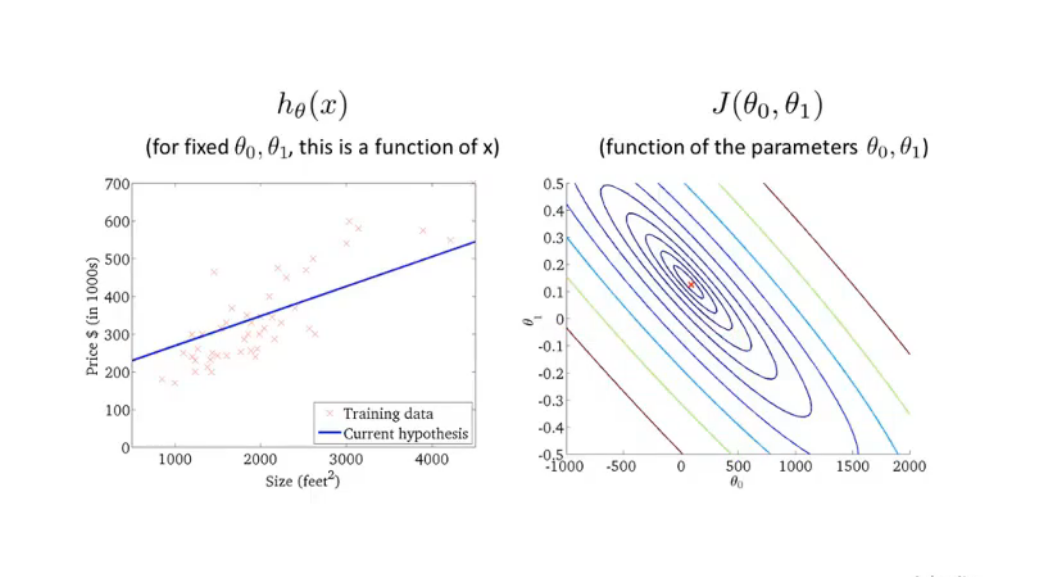 hθ(x)
(for fixed θ0, θ1, this is a function of x)
700
600
500
400
300
200
100
0
Price $ (in 1000s)
1000 2000 3000 4000
Size (feet²)
Training data
Current hypothesis
J(θ0, θ1)
(function of the parameters θ0, θ1)
0.5
0.4
0.3
0.2
0.1
0
-0.1
-0.2
-0.3
-0.4
-0.5
θ1
-1000 -500 0 500 1000 1500 2000
θ0